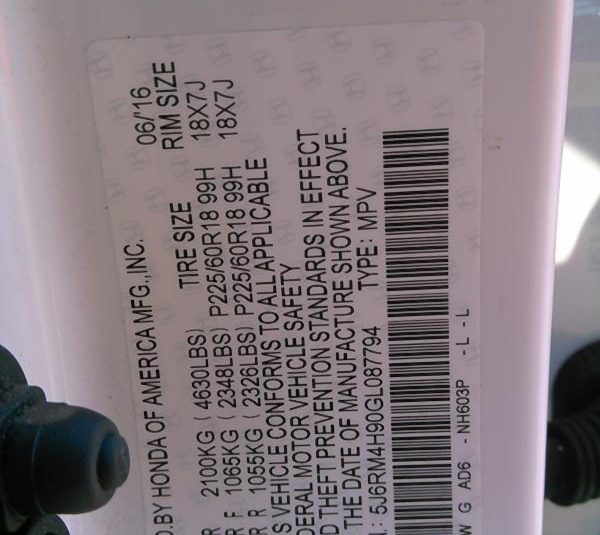 D.BY HONDA OF AMERICA MFG.,INC. 06/'16
TIRE SIZE RIM SIZE
R 2100KG ( 4630LBS) P225/60R18 99H 18X7J
R F 1065KG ( 2348LBS) P225/60R18 99H 18X7J
R R 1055KG ( 2326LBS)
S VEHICLE CONFORMS TO ALL APPLICABLE
DERAL MOTOR VEHICLE SAFETY
D THEFT PREVENTION STANDARDS IN EFFECT
THE DATE OF MANUFACTURE SHOWN ABOVE.
.: 5J6RM4H90GL087794 TYPE: MPV
W G AD6 - NH603P - L - L